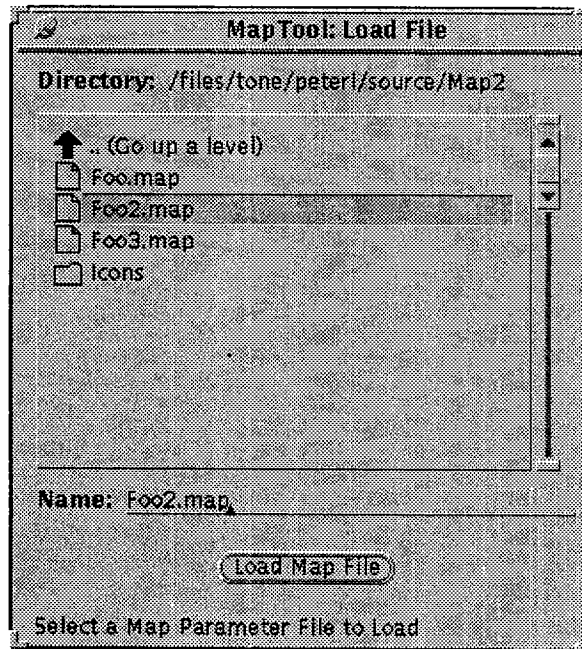 MapTool: Load File
Directory: /files/tone/peterl/source/Map2
.. (Go up a level)
Foo.map
Foo2.map
Foo3.map
Icons
Name: Foo2.map
Load Map File
Select a Map Parameter File to Load